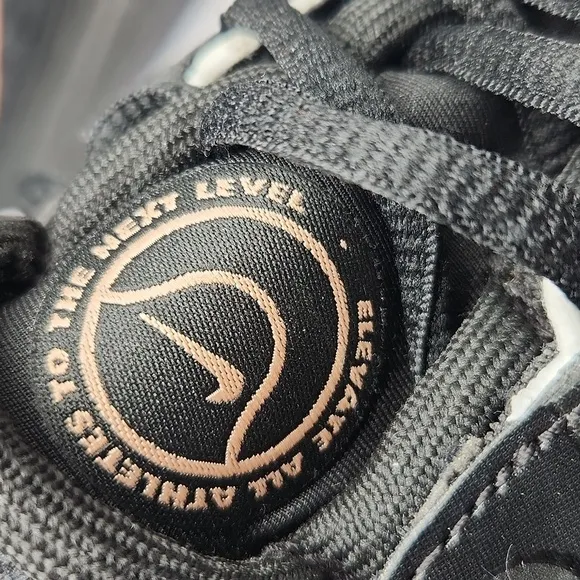 ELEVATE ALL ATHLETES TO THE NEXT LEVEL